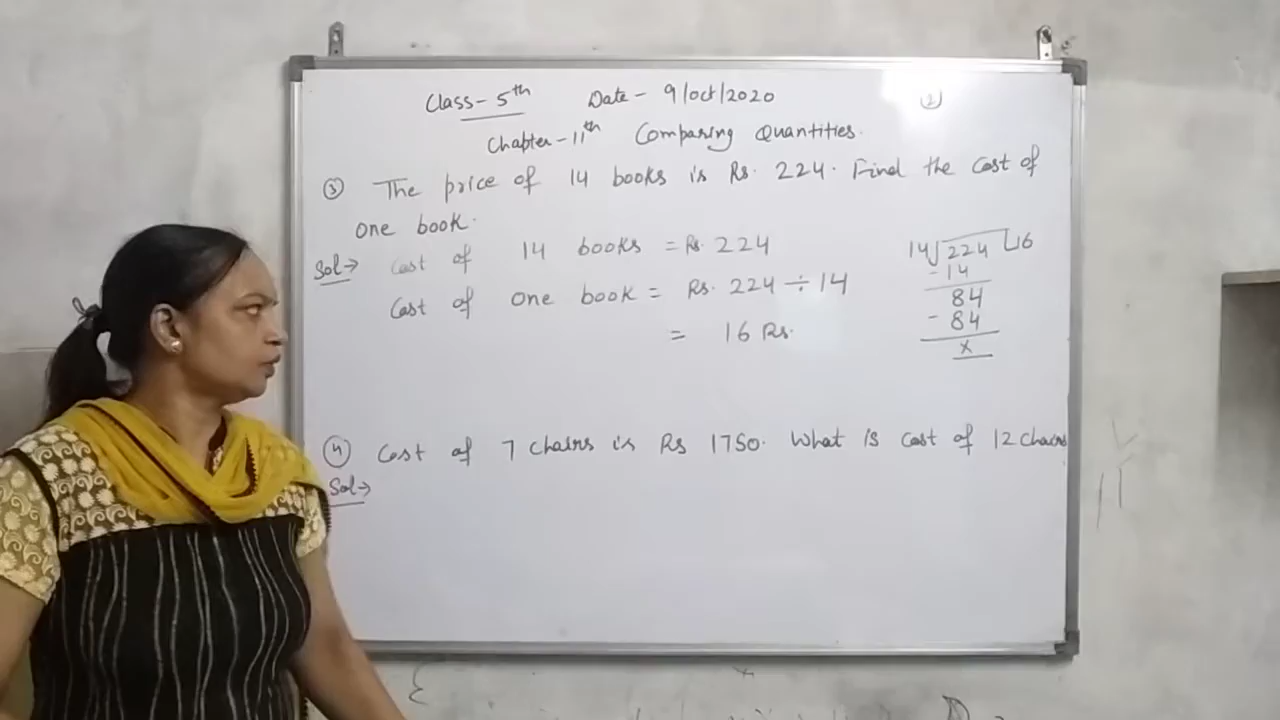 Class-5th Date-9/Oct/2020 2
Chapter-11th Comparing Quantities.
3 The price of 14 books is Rs. 224. Find the cost of
one book.
Sol→ Cost of 14 books = Rs. 224
Cost of one book = Rs. 224 ÷ 14
= 16 Rs.
14)224(16
-14
84
-84
x
4 Cost of 7 chairs is Rs 1750. What is cost of 12 chairs
Sol→